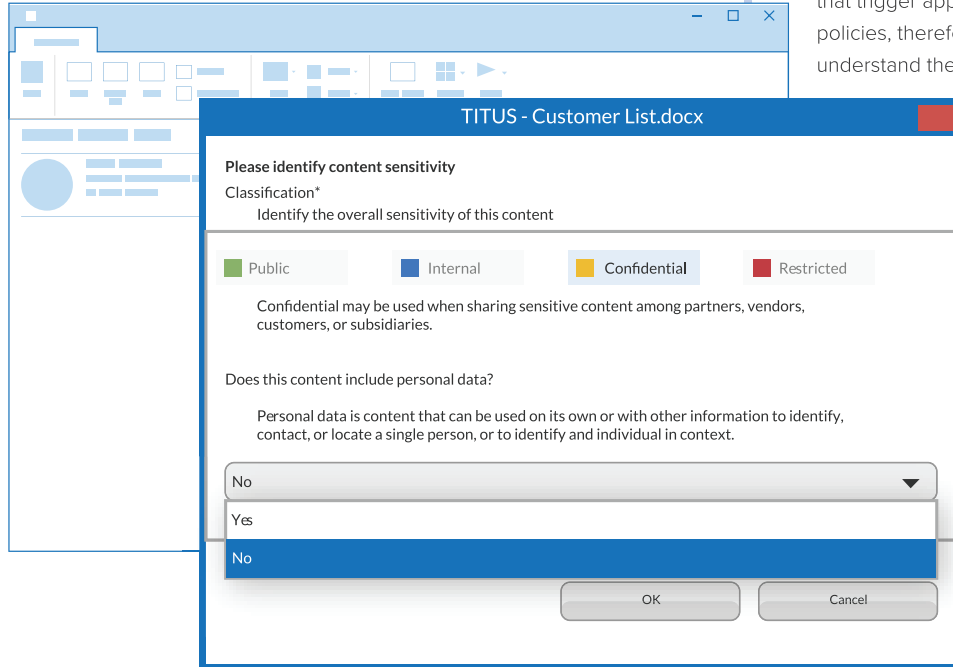 that trigger app
policies, theref
understand the
TITUS - Customer List.docx
Please identify content sensitivity
Classification*
Identify the overall sensitivity of this content
Public
Internal
Confidential
Restricted
Confidential may be used when sharing sensitive content among partners, vendors,
customers, or subsidiaries.
Does this content include personal data?
Personal data is content that can be used on its own or with other information to identify,
contact, or locate a single person, or to identify and individual in context.
No
Yes
No
OK
Cancel